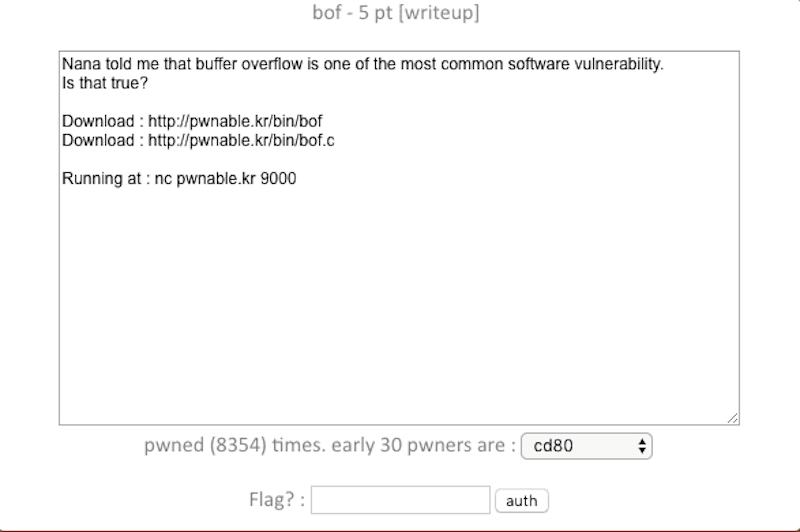 bof - 5 pt [writeup]
Nana told me that buffer overflow is one of the most common software vulnerability.
Is that true?
Download : http://pwnable.kr/bin/bof
Download : http://pwnable.kr/bin/bof.c
Running at : nc pwnable.kr 9000
pwned (8354) times. early 30 pwners are : cd80
Flag? : auth